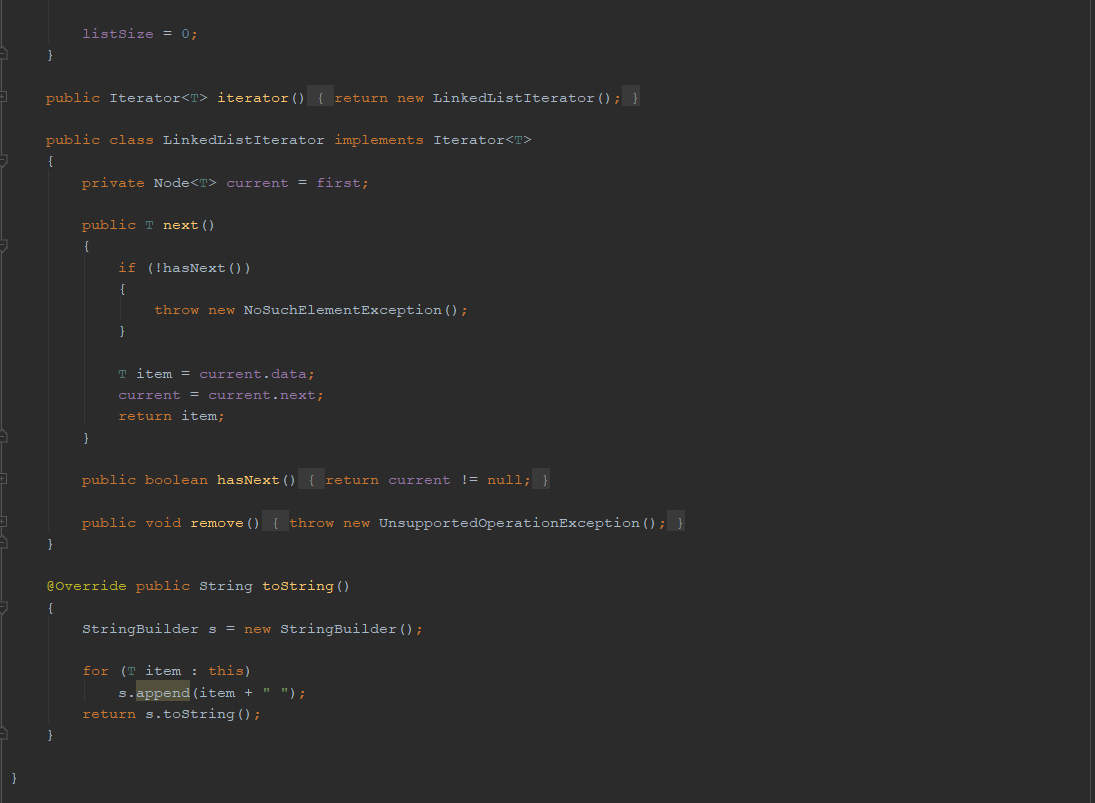 listSize = 0;
}
public Iterator<T> iterator() { return new LinkedListIterator(); }
public class LinkedListIterator implements Iterator<T>
{
private Node<T> current = first;
public T next()
{
if (!hasNext())
{
throw new NoSuchElementException();
}
T item = current.data;
current = current.next;
return item;
}
public boolean hasNext() { return current != null; }
public void remove() { throw new UnsupportedOperationException(); }
}
@Override public String toString()
{
StringBuilder s = new StringBuilder();
for (T item : this)
s.append(item + " ");
return s.toString();
}
}